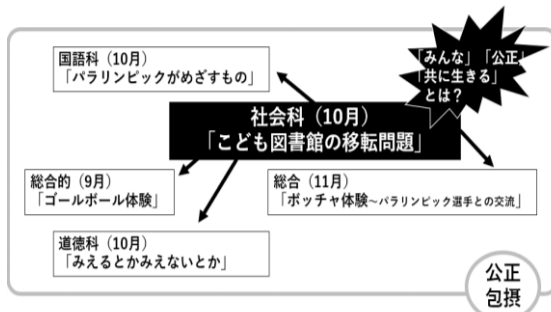 国語科(10月)
「パラリンピックがめざすもの」
「みんな」「公正」
「共に生きる」
とは?
社会科(10月)
「こども図書館の移転問題」
総合的(9月)
「ゴールボール体験」
総合(11月)
「ボッチャ体験~パラリンピック選手との交流」
道徳科(10月)
「みえるとかみえないとか」
公正
包摂